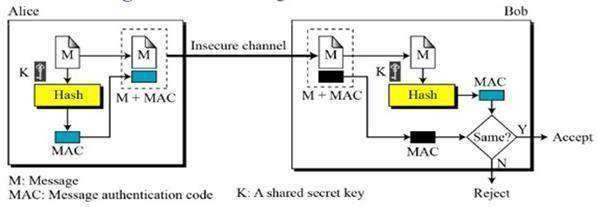 Alice
Bob
M
M
Insecure channel
M
M
K
Hash
M + MAC
MAC
M + MAC
K
Hash
MAC
MAC
Same?
Y
Accept
N
Reject
M: Message
MAC: Message authentication code
K: A shared secret key